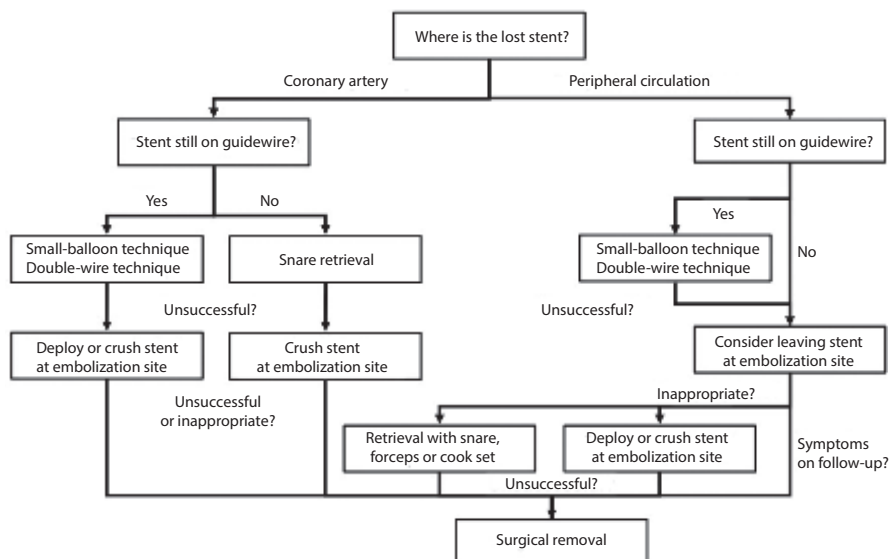 Where is the lost stent?
Coronary artery
Peripheral circulation
Stent still on guidewire?
Stent still on guidewire?
Yes
No
Yes
Small-balloon technique
Double-wire technique
Snare retrieval
Small-balloon technique
Double-wire technique
No
Unsuccessful?
Unsuccessful?
Deploy or crush stent
at embolization site
Crush stent
at embolization site
Consider leaving stent
at embolization site
Unsuccessful
or inappropriate?
Inappropriate?
Retrieval with snare,
forceps or cook set
Deploy or crush stent
at embolization site
Symptoms
on follow-up?
Unsuccessful?
Surgical removal